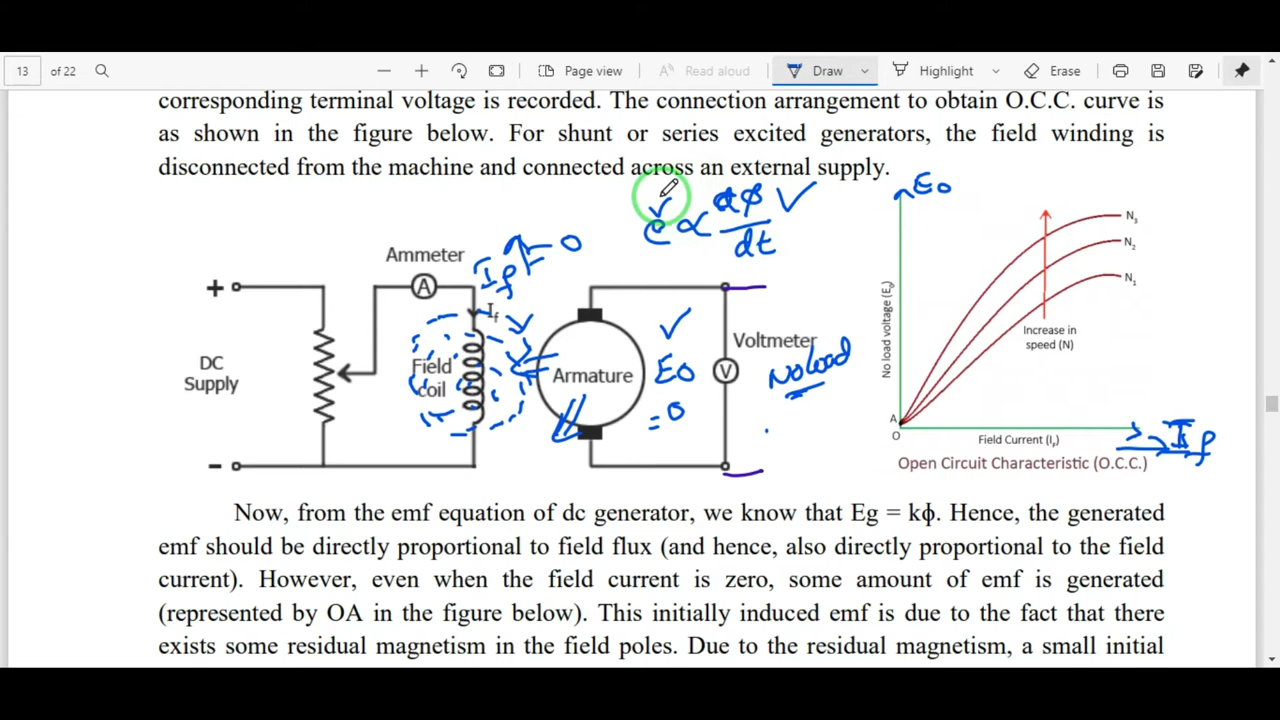 13 of 22 Page view Read aloud Draw Highlight Erase
corresponding terminal voltage is recorded. The connection arrangement to obtain O.C.C. curve is
as shown in the figure below. For shunt or series excited generators, the field winding is
disconnected from the machine and connected across an external supply.
e ∝ dϕ/dt
Ammeter
A
If
0
If
+
-
DC
Supply
Field
coil
Armature
E0
= 0
Voltmeter
V
No load
E0
No load voltage (E0)
N3
N2
N1
Increase in
speed (N)
A
O
Field Current (If)
If
Open Circuit Characteristic (O.C.C.)
Now, from the emf equation of dc generator, we know that Eg = kϕ. Hence, the generated
emf should be directly proportional to field flux (and hence, also directly proportional to the field
current). However, even when the field current is zero, some amount of emf is generated
(represented by OA in the figure below). This initially induced emf is due to the fact that there
exists some residual magnetism in the field poles. Due to the residual magnetism, a small initial